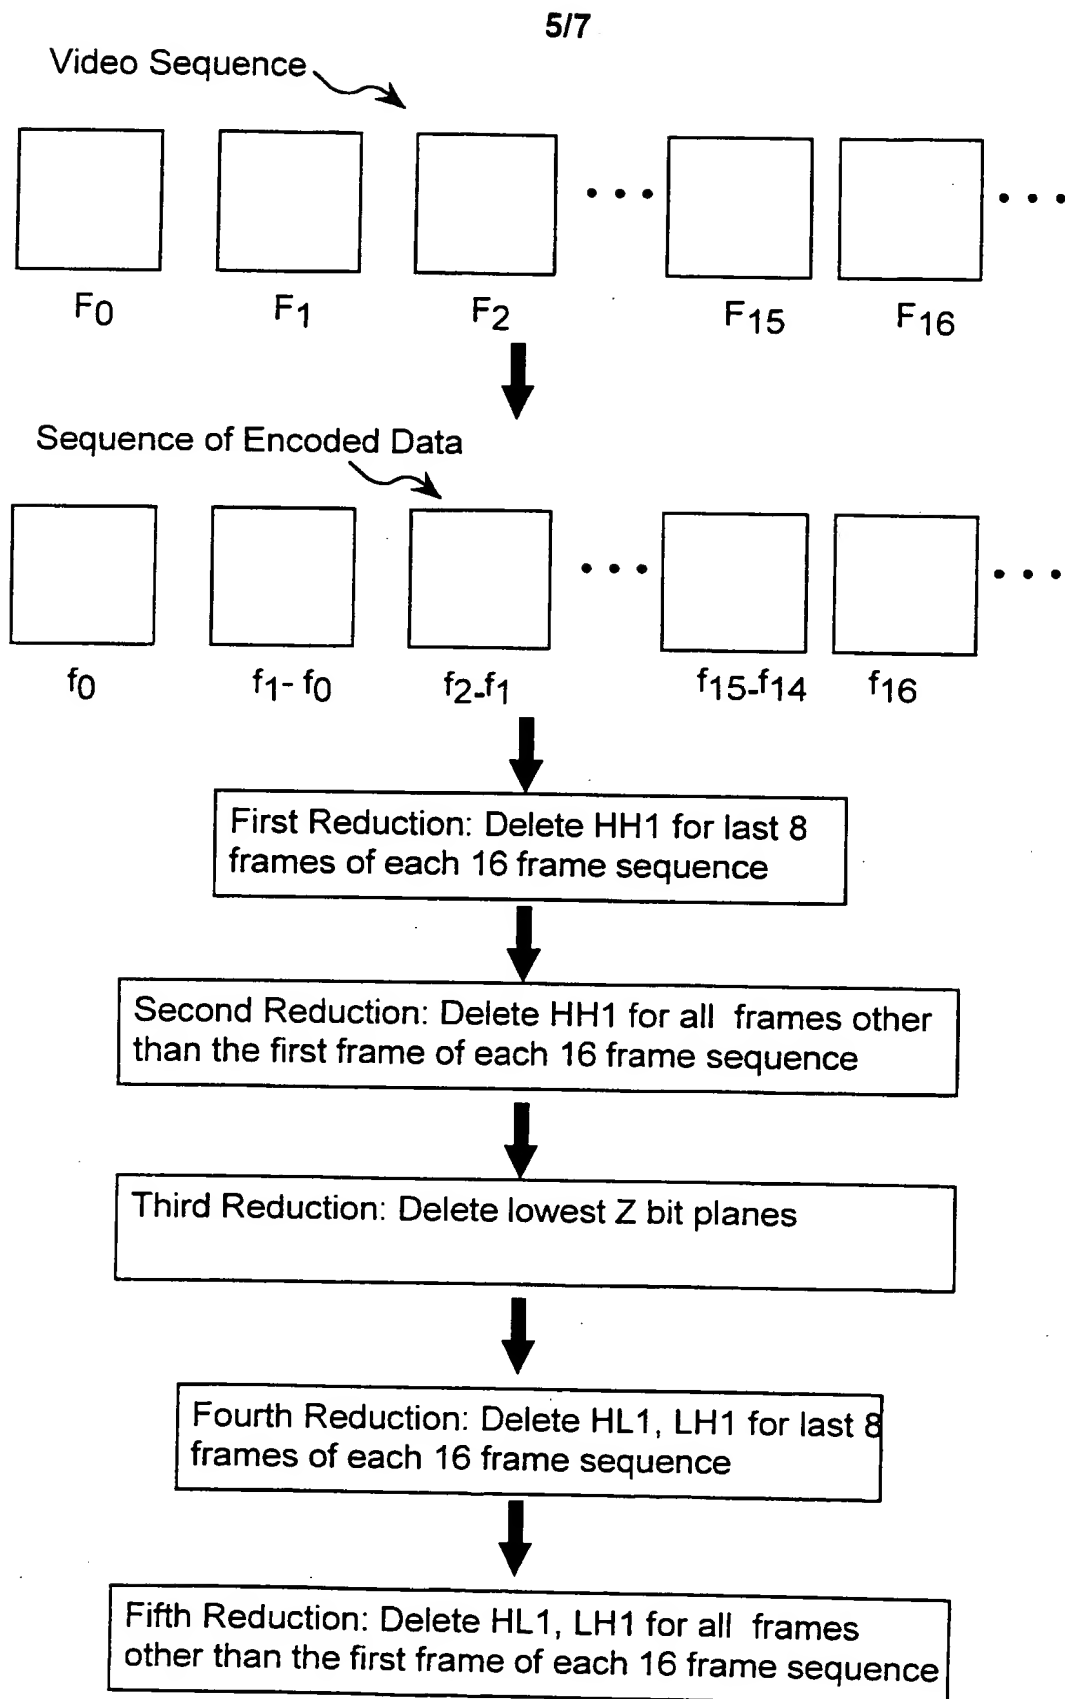 5/7
Video Sequence
F0 F1 F2 • • • F15 F16 • • •
Sequence of Encoded Data
f0 f1- f0 f2-f1 • • • f15-f14 f16 • • •
First Reduction: Delete HH1 for last 8
frames of each 16 frame sequence
Second Reduction: Delete HH1 for all frames other
than the first frame of each 16 frame sequence
Third Reduction: Delete lowest Z bit planes
Fourth Reduction: Delete HL1, LH1 for last 8
frames of each 16 frame sequence
Fifth Reduction: Delete HL1, LH1 for all frames
other than the first frame of each 16 frame sequence